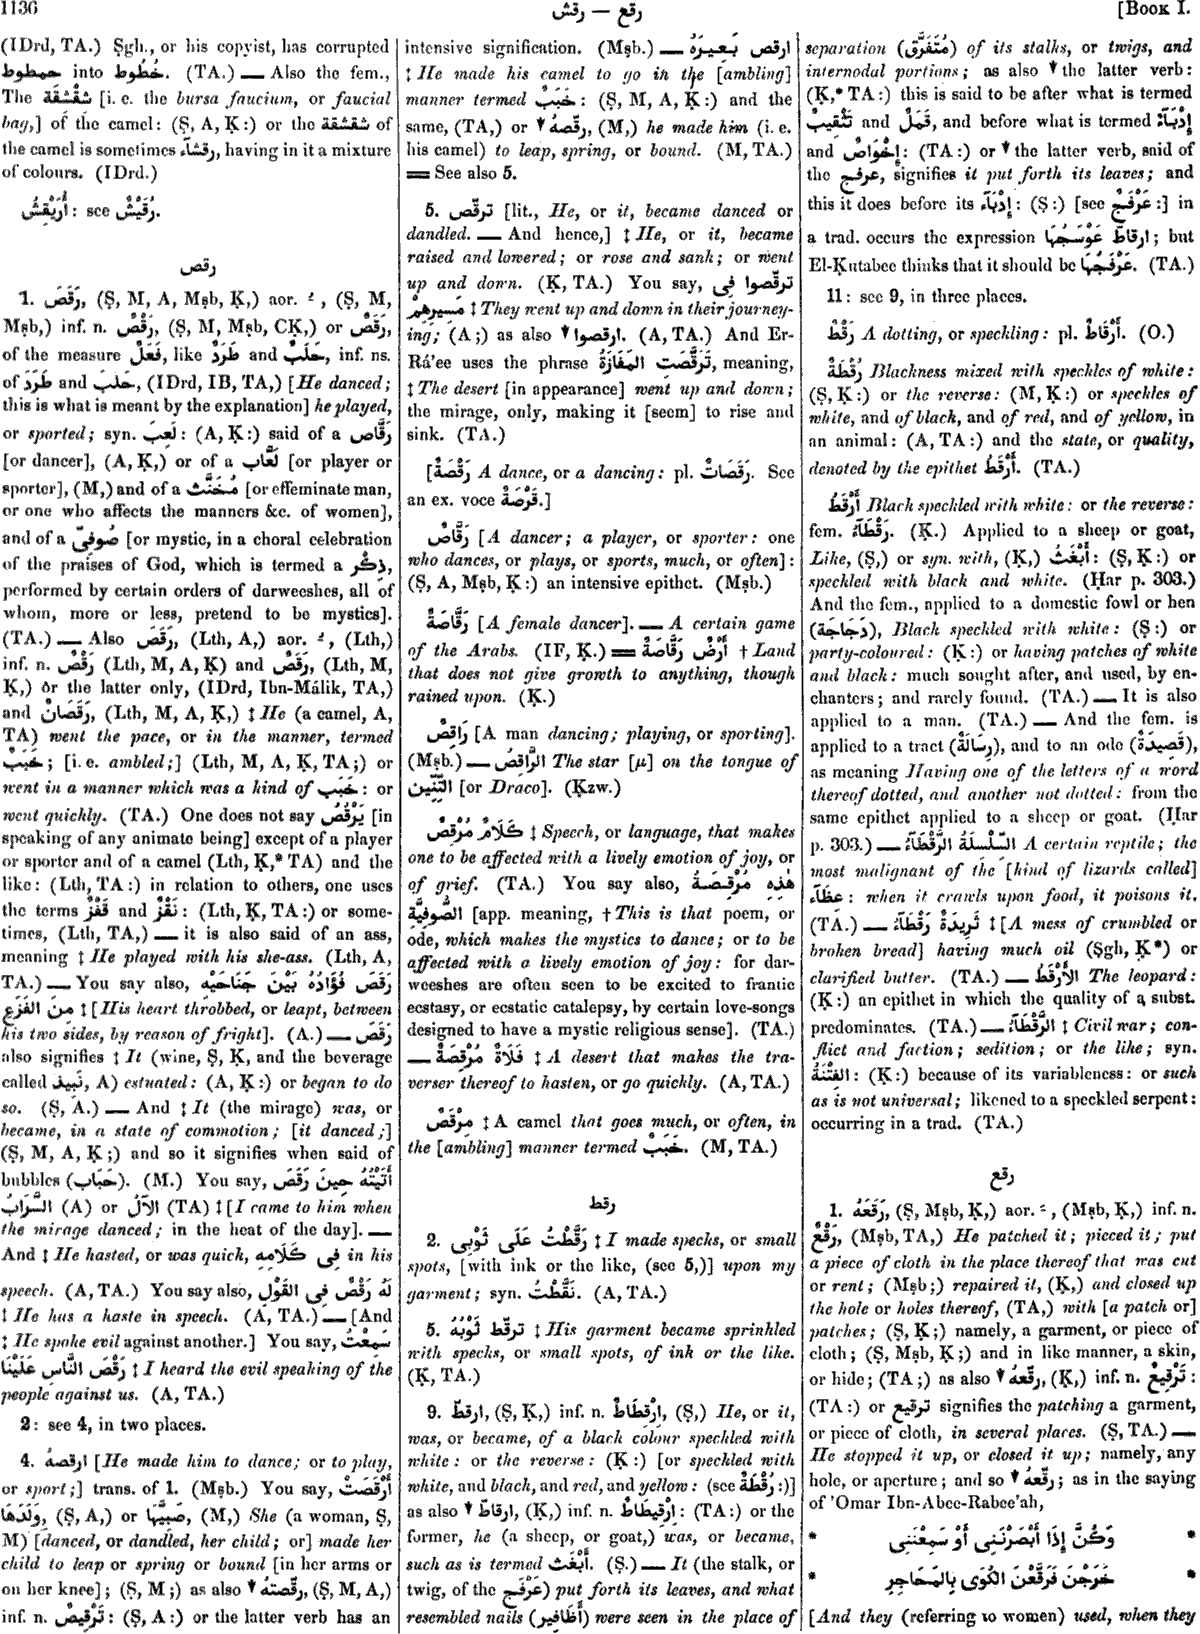 1136
رقع — رقش
[BOOK I.
(IDrd, TA.) Ṣgh., or his copyist, has corrupted
خُطُوط into حمطوط. (TA.) — Also the fem.,
The شِقْشِقَة [i. e. the bursa faucium, or faucial
bag,] of the camel: (Ṣ, A, Ḳ:) or the شقشقة of
the camel is sometimes رقشآء, having in it a mixture
of colours. (IDrd.)
أُرَيْقِشُ: see رُقَيْشٌ.
رقص
1. رَقَصَ, (Ṣ, M, A, Mṣb, Ḳ,) aor. ـُ , (Ṣ, M,
Mṣb,) inf. n. رَقْصٌ, (Ṣ, M, Mṣb, CḲ,) or رَقَصٌ,
of the measure فَعَلٌ, like طَرَدٌ and حَلَبٌ, inf. ns.
of طَرَدَ and حَلَبَ, (IDrd, IB, TA,) [He danced;
this is what is meant by the explanation] he played,
or sported; syn. لَعِبَ: (A, Ḳ:) said of a رَقَّاص
[or dancer], (A, Ḳ,) or of a لَعَّاب [or player or
sporter], (M,) and of a مُخَنَّث [or effeminate man,
or one who affects the manners &c. of women],
and of a صُوفِىّ [or mystic, in a choral celebration
of the praises of God, which is termed a ذِكْر,
performed by certain orders of darweeshes, all of
whom, more or less, pretend to be mystics].
(TA.) — Also رَقَصَ, (Lth, A,) aor. ـُ , (Lth,)
inf. n. رَقْصٌ (Lth, M, A, Ḳ) and رَقَصٌ, (Lth, M,
Ḳ,) or the latter only, (IDrd, Ibn-Málik, TA,)
and رَقَصَانٌ, (Lth, M, A, Ḳ,) ‡ He (a camel, A,
TA) went the pace, or in the manner, termed
خَبَبٌ; [i. e. ambled;] (Lth, M, A, Ḳ, TA;) or
went in a manner which was a kind of خَبَب: or
went quickly. (TA.) One does not say يَرْقُصُ [in
speaking of any animate being] except of a player
or sporter and of a camel (Lth, Ḳ,* TA) and the
like: (Lth, TA:) in relation to others, one uses
the terms قَفْزٌ and نَقْزٌ: (Lth, Ḳ, TA:) or some-
times, (Lth, TA,) — it is also said of an ass,
meaning ‡ He played with his she-ass. (Lth, A,
TA.) — You say also, رَقَصَ فُؤَادُهُ بَيْنَ جَنَاحَيْهِ
مِنَ الفَزَعِ ‡ [His heart throbbed, or leapt, between
his two sides, by reason of fright]. (A.) — رَقَصَ
also signifies ‡ It (wine, Ṣ, Ḳ, and the beverage
called نَبِيذ, A) estuated: (A, Ḳ:) or began to do
so. (Ṣ, A.) — And ‡ It (the mirage) was, or
became, in a state of commotion; [it danced;]
(Ṣ, M, A, Ḳ;) and so it signifies when said of
bubbles (حَبَاب). (M.) You say, أَتَيْتُهُ حِينَ رَقَصَ
السَّرَابُ (A) or الآلُ (TA) ‡ [I came to him when
the mirage danced; in the heat of the day]. —
And ‡ He hasted, or was quick, فِى كَلَامِهِ in his
speech. (A, TA.) You say also, لَهُ رَقْصٌ فِى القَوْلِ
‡ He has a haste in speech. (A, TA.) — [And
‡ He spoke evil against another.] You say, سَمِعْتُ
رَقْصَ النَّاسِ عَلَيْنَا ‡ I heard the evil speaking of the
people against us. (A, TA.)
2: see 4, in two places.
4. ارقصهُ [He made him to dance; or to play,
or sport;] trans. of 1. (Mṣb.) You say, أَرْقَصَتْ
وَلَدَهَا, (Ṣ, A,) or صَبِيَّهَا, (M,) She (a woman, Ṣ,
M) [danced, or dandled, her child; or] made her
child to leap or spring or bound [in her arms or
on her knee]; (Ṣ, M;) as also ▾ رقّصته, (Ṣ, M, A,)
inf. n. تَرْقِيصٌ: (Ṣ, A:) or the latter verb has an
intensive signification. (Mṣb.) — ارقص بَعِيرَهُ
‡ He made his camel to go in the [ambling]
manner termed خَبَبٌ: (Ṣ, M, A, Ḳ:) and the
same, (TA,) or ▾ رقّصهُ, (M,) he made him (i. e.
his camel) to leap, spring, or bound. (M, TA.)
═ See also 5.
5. ترقّص [lit., He, or it, became danced or
dandled. — And hence,] ‡ He, or it, became
raised and lowered; or rose and sank; or went
up and down. (Ḳ, TA.) You say, ترقّصوا فِى
مَسِيرِهِمْ ‡ They went up and down in their journey-
ing; (A;) as also ▾ ارقصوا. (A, TA.) And Er-
Rá'ee uses the phrase تَرَقَّصَتِ المَفَازَةُ, meaning,
‡ The desert [in appearance] went up and down;
the mirage, only, making it [seem] to rise and
sink. (TA.)
[رَقْصَةٌ A dance, or a dancing: pl. رَقَصَاتٌ. See
an ex. voce قَرْصَةٌ.]
رَقَّاصٌ [A dancer; a player, or sporter: one
who dances, or plays, or sports, much, or often]:
(Ṣ, A, Mṣb, Ḳ:) an intensive epithet. (Mṣb.)
رَقَّاصَةٌ [A female dancer]. — A certain game
of the Arabs. (IF, Ḳ.) ═ أَرْضٌ رَقَّاصَةٌ † Land
that does not give growth to anything, though
rained upon. (Ḳ.)
رَاقِصٌ [A man dancing; playing, or sporting].
(Mṣb.) — الرَّاقِصُ The star [μ] on the tongue of
التِّنِّين [or Draco]. (Ḳzw.)
كَلَامٌ مُرْقِصٌ ‡ Speech, or language, that makes
one to be affected with a lively emotion of joy, or
of grief. (TA.) You say also, هٰذِهِ مُرْقِصَةُ
الصُّوفِيَّةِ [app. meaning, † This is that poem, or
ode, which makes the mystics to dance; or to be
affected with a lively emotion of joy: for dar-
weeshes are often seen to be excited to frantic
ecstasy, or ecstatic catalepsy, by certain love-songs
designed to have a mystic religious sense]. (TA.)
— فَلَاةٌ مُرْقِصَةٌ ‡ A desert that makes the tra-
verser thereof to hasten, or go quickly. (A, TA.)
مِرْقَصٌ ‡ A camel that goes much, or often, in
the [ambling] manner termed خَبَبٌ. (M, TA.)
رقط
2. رَقَّطْتُ عَلَى ثَوْبِى ‡ I made specks, or small
spots, [with ink or the like, (see 5,)] upon my
garment; syn. نَقَّطْتُ. (A, TA.)
5. ترقّط ثَوْبُهُ ‡ His garment became sprinkled
with specks, or small spots, of ink or the like.
(Ḳ, TA.)
9. ارقطّ, (Ṣ, Ḳ,) inf. n. اِرْقِطَاطٌ, (Ṣ,) He, or it,
was, or became, of a black colour speckled with
white: or the reverse: (Ḳ:) [or speckled with
white, and black, and red, and yellow: (see رُقْطَةٌ:)]
as also ▾ ارقاطّ, (Ḳ,) inf. n. اِرْقِيطَاطٌ: (TA:) or the
former, he (a sheep, or goat,) was, or became,
such as is termed أَبْغَث. (Ṣ.) — It (the stalk, or
twig, of the عَرْفَج) put forth its leaves, and what
resembled nails (أَظَافِير) were seen in the place of
separation (مُتَفَرَّق) of its stalks, or twigs, and
internodal portions; as also ▾ the latter verb:
(Ḳ,* TA:) this is said to be after what is termed
تَثْقِيبٌ and قَمَلٌ, and before what is termed إِدْبَآءٌ
and إِخْوَاصٌ: (TA:) or ▾ the latter verb, said of
the عرفج, signifies it put forth its leaves; and
this it does before its إِدْبَآء: (Ṣ:) [see عَرْفَجٌ:] in
a trad. occurs the expression ارقاطّ عَوْسَجُهَا; but
El-Ḳutabee thinks that it should be عَرْفَجُهَا. (TA.)
11: see 9, in three places.
رَقْطٌ A dotting, or speckling: pl. أَرْقَاطٌ. (O.)
رُقْطَةٌ Blackness mixed with speckles of white:
(Ṣ, Ḳ:) or the reverse: (M, Ḳ:) or speckles of
white, and of black, and of red, and of yellow, in
an animal: (A, TA:) and the state, or quality,
denoted by the epithet أَرْقَطُ. (TA.)
أَرْقَطُ Black speckled with white: or the reverse:
fem. رَقْطَآءُ. (Ḳ.) Applied to a sheep or goat,
Like, (Ṣ,) or syn. with, (Ḳ,) أَبْغَثُ: (Ṣ, Ḳ:) or
speckled with black and white. (Ḥar p. 303.)
And the fem., applied to a domestic fowl or hen
(دَجَاجَة), Black speckled with white: (Ṣ:) or
party-coloured: (Ḳ:) or having patches of white
and black: much sought after, and used, by en-
chanters; and rarely found. (TA.) — It is also
applied to a man. (TA.) — And the fem. is
applied to a tract (رِسَالَة), and to an ode (قَصِيدَة),
as meaning Having one of the letters of a word
thereof dotted, and another not dotted: from the
same epithet applied to a sheep or goat. (Ḥar
p. 303.) — السِّلْسِلَةُ الرَّقْطَآءُ A certain reptile; the
most malignant of the [kind of lizards called]
عَظَآء: when it crawls upon food, it poisons it.
(TA.) — ثَرِيدَةٌ رَقْطَآءُ ‡ [A mess of crumbled or
broken bread] having much oil (Ṣgh, Ḳ*) or
clarified butter. (TA.) — الأَرْقَطُ The leopard:
(Ḳ:) an epithet in which the quality of a subst.
predominates. (TA.) — الرَّقْطَآءُ ‡ Civil war; con-
flict and faction; sedition; or the like; syn.
الفِتْنَةُ: (Ḳ:) because of its variableness: or such
as is not universal; likened to a speckled serpent:
occurring in a trad. (TA.)
رقع
1. رَقَعَهُ, (Ṣ, Mṣb, Ḳ,) aor. ـَ , (Mṣb, Ḳ,) inf. n.
رَقْعٌ, (Mṣb, TA,) He patched it; pieced it; put
a piece of cloth in the place thereof that was cut
or rent; (Mṣb;) repaired it, (Ḳ,) and closed up
the hole or holes thereof, (TA,) with [a patch or]
patches; (Ṣ, Ḳ;) namely, a garment, or piece of
cloth; (Ṣ, Mṣb, Ḳ;) and in like manner, a skin,
or hide; (TA;) as also ▾ رقّعهُ, (Ḳ,) inf. n. تَرْقِيعٌ:
(TA:) or ترقيع signifies the patching a garment,
or piece of cloth, in several places. (Ṣ, TA.) —
He stopped it up, or closed it up; namely, any
hole, or aperture; and so ▾ رقّعهُ; as in the saying
of 'Omar Ibn-Abee-Rabee'ah,
* وَكُنَّ إِذَا أَبْصَرْنَنِى أَوْ سَمِعْنَنِى *
* خَرَجْنَ فَرَقَّعْنَ الكُوَى بِالمَحَاجِرِ *
[And they (referring to women) used, when they